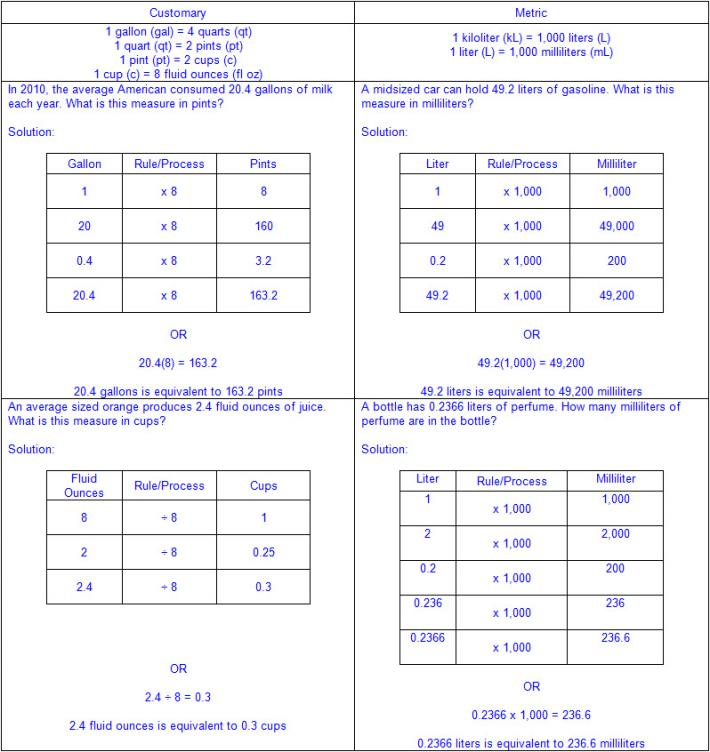 Customary
1 gallon (gal) = 4 quarts (qt)
1 quart (qt) = 2 pints (pt)
1 pint (pt) = 2 cups (c)
1 cup (c) = 8 fluid ounces (fl oz)
Metric
1 kiloliter (kL) = 1,000 liters (L)
1 liter (L) = 1,000 milliliters (mL)
In 2010, the average American consumed 20.4 gallons of milk
each year. What is this measure in pints?
Solution:
Gallon Rule/Process Pints
1 x 8 8
20 x 8 160
0.4 x 8 3.2
20.4 x 8 163.2
OR
20.4(8) = 163.2
20.4 gallons is equivalent to 163.2 pints
A midsized car can hold 49.2 liters of gasoline. What is this
measure in milliliters?
Solution:
Liter Rule/Process Milliliter
1 x 1,000 1,000
49 x 1,000 49,000
0.2 x 1,000 200
49.2 x 1,000 49,200
OR
49.2(1,000) = 49,200
49.2 liters is equivalent to 49,200 milliliters
An average sized orange produces 2.4 fluid ounces of juice.
What is this measure in cups?
Solution:
Fluid
Ounces Rule/Process Cups
8 ÷ 8 1
2 ÷ 8 0.25
2.4 ÷ 8 0.3
OR
2.4 ÷ 8 = 0.3
2.4 fluid ounces is equivalent to 0.3 cups
A bottle has 0.2366 liters of perfume. How many milliliters of
perfume are in the bottle?
Solution:
Liter Rule/Process Milliliter
1 x 1,000 1,000
2 x 1,000 2,000
0.2 x 1,000 200
0.236 x 1,000 236
0.2366 x 1,000 236.6
OR
0.2366 x 1,000 = 236.6
0.2366 liters is equivalent to 236.6 milliliters